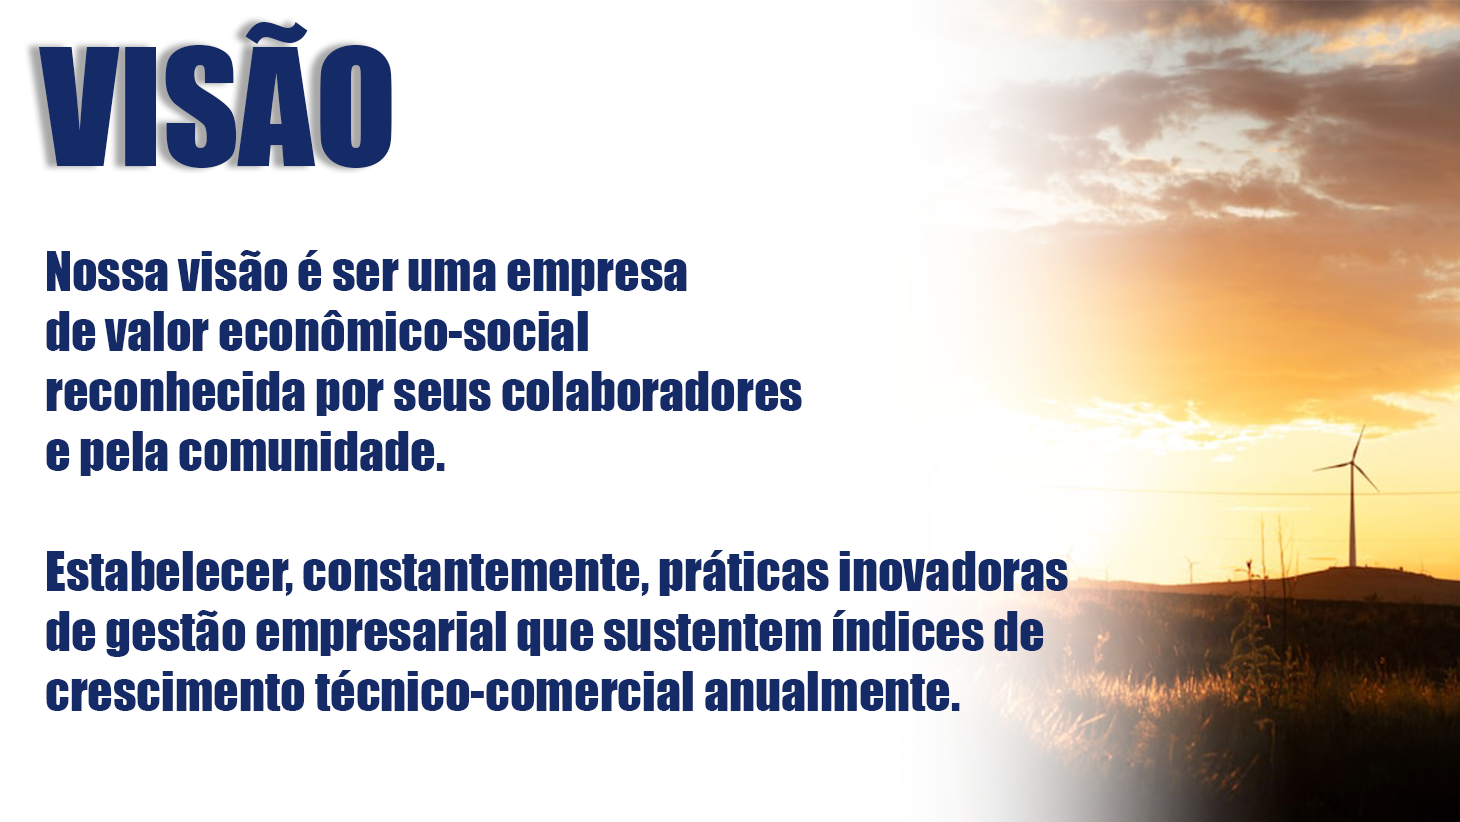 VISÃO
Nossa visão é ser uma empresa
de valor econômico-social
reconhecida por seus colaboradores
e pela comunidade.
Estabelecer, constantemente, práticas inovadoras
de gestão empresarial que sustentem índices de
crescimento técnico-comercial anualmente.